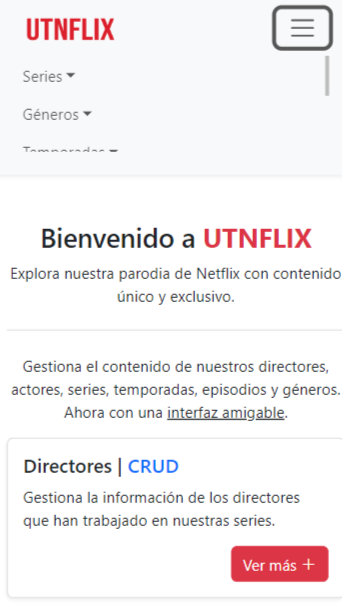 UTNFLIX
Series
Géneros
Temporadas
Bienvenido a UTNFLIX
Explora nuestra parodia de Netflix con contenido
único y exclusivo.
Gestiona el contenido de nuestros directores,
actores, series, temporadas, episodios y géneros.
Ahora con una interfaz amigable.
Directores | CRUD
Gestiona la información de los directores
que han trabajado en nuestras series.
Ver más +